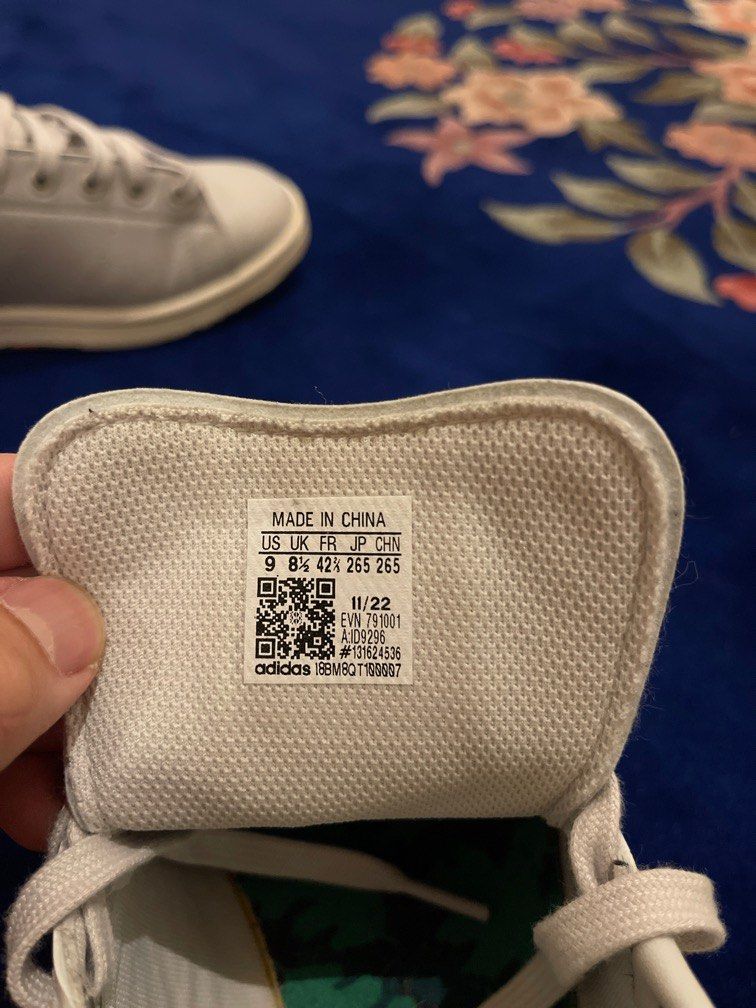 MADE IN CHINA
US UK FR JP CHN
9 8½ 42⅔ 265 265
11/22
EVN 791001
A:ID9296
#131624536
adidas 18BM8QT100007